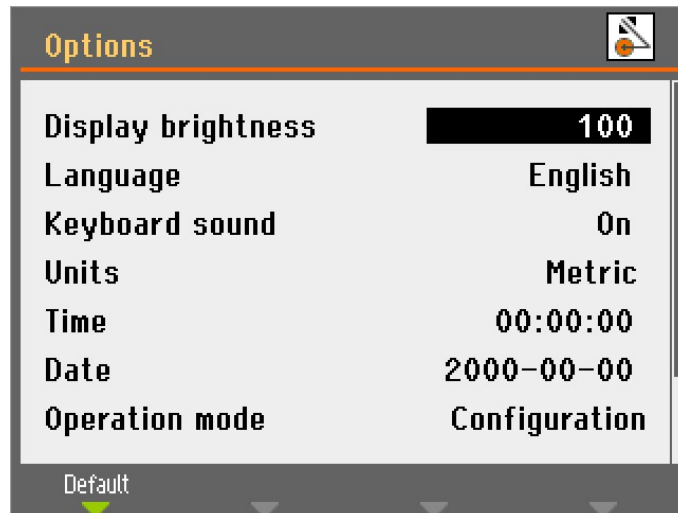 Options
Display brightness 100
Language English
Keyboard sound On
Units Metric
Time 00:00:00
Date 2000-00-00
Operation mode Configuration
Default